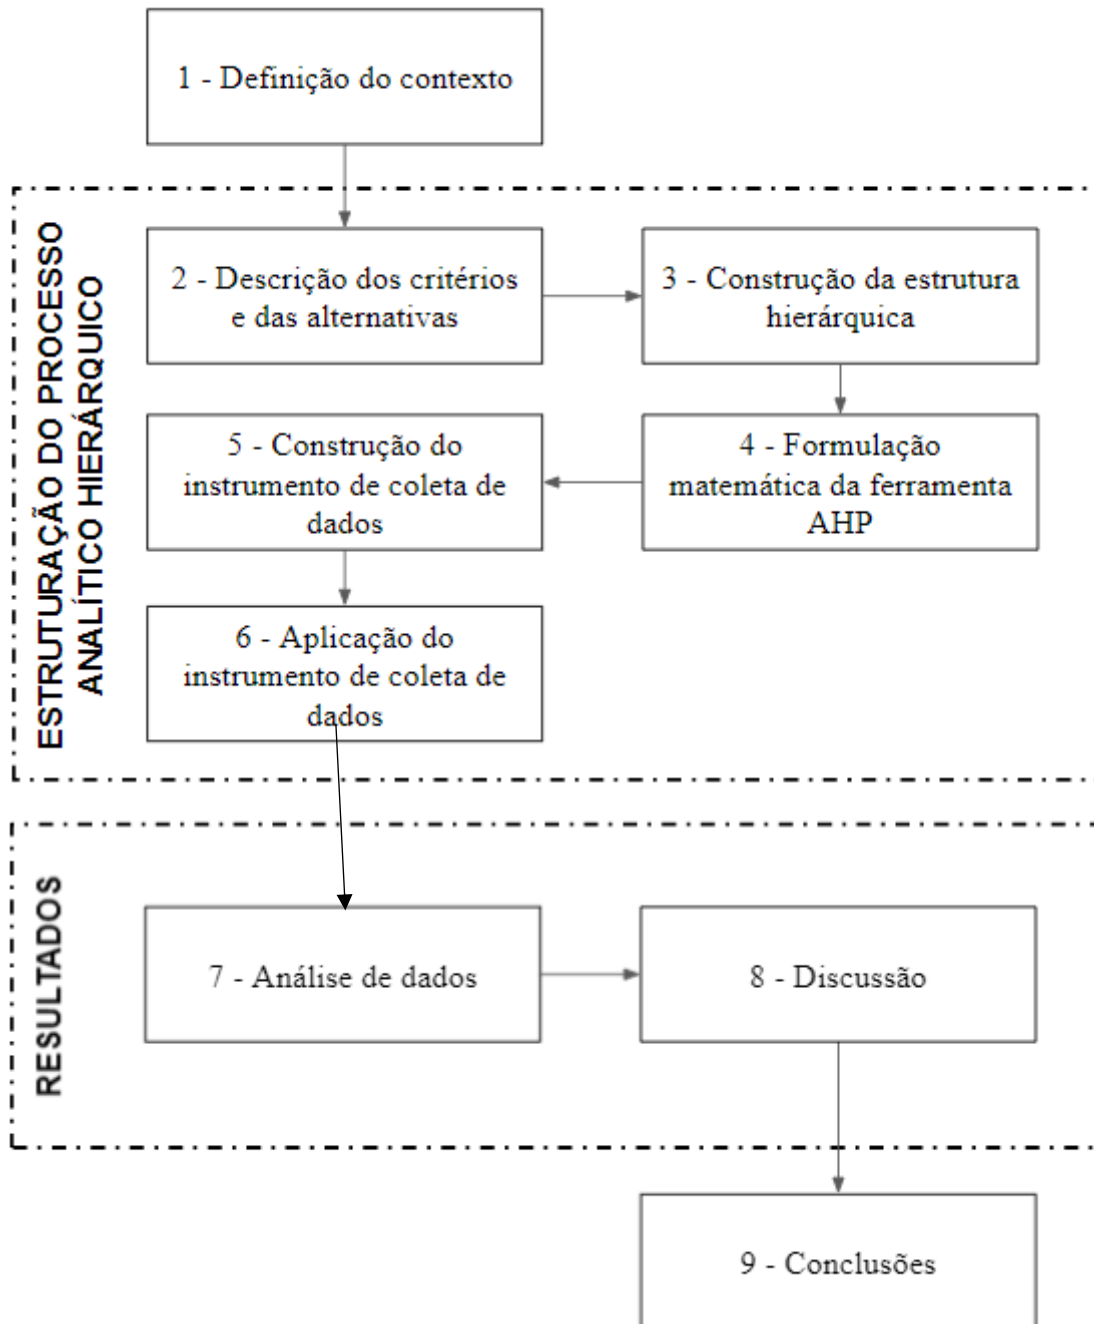 1 - Definição do contexto
ESTRUTURAÇÃO DO PROCESSO
ANALÍTICO HIERÁRQUICO
2 - Descrição dos critérios
e das alternativas
3 - Construção da estrutura
hierárquica
4 - Formulação
matemática da ferramenta
AHP
5 - Construção do
instrumento de coleta de
dados
6 - Aplicação do
instrumento de coleta de
dados
RESULTADOS
7 - Análise de dados
8 - Discussão
9 - Conclusões